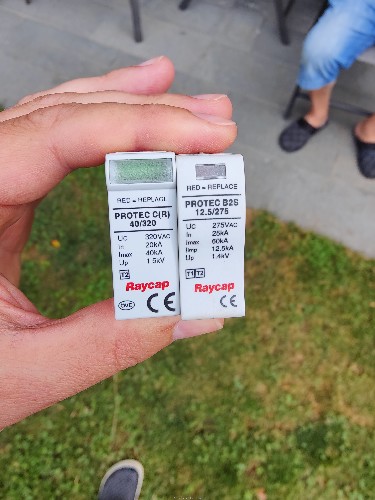 RED = REPLACE
PROTEC C(R)
40/320
Uc 320VAC
In 20kA
Imax 40kA
Up 1.5kV
T2
Raycap
CE
RED = REPLACE
PROTEC B2S
12.5/275
Uc 275VAC
In 25kA
Imax 60kA
Iimp 12.5kA
Up 1.4kV
T1 T2
Raycap
CE